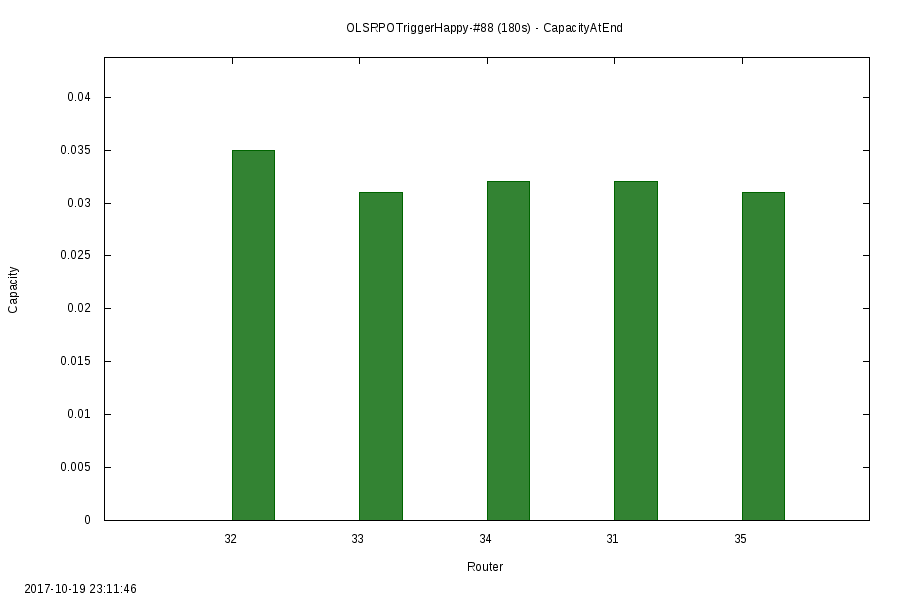 OLSRPOTriggerHappy-#88 (180s) - CapacityAtEnd
0.04
0.035
0.03
0.025
0.02
0.015
0.01
0.005
0
Capacity
32 33 34 31 35
Router
2017-10-19 23:11:46